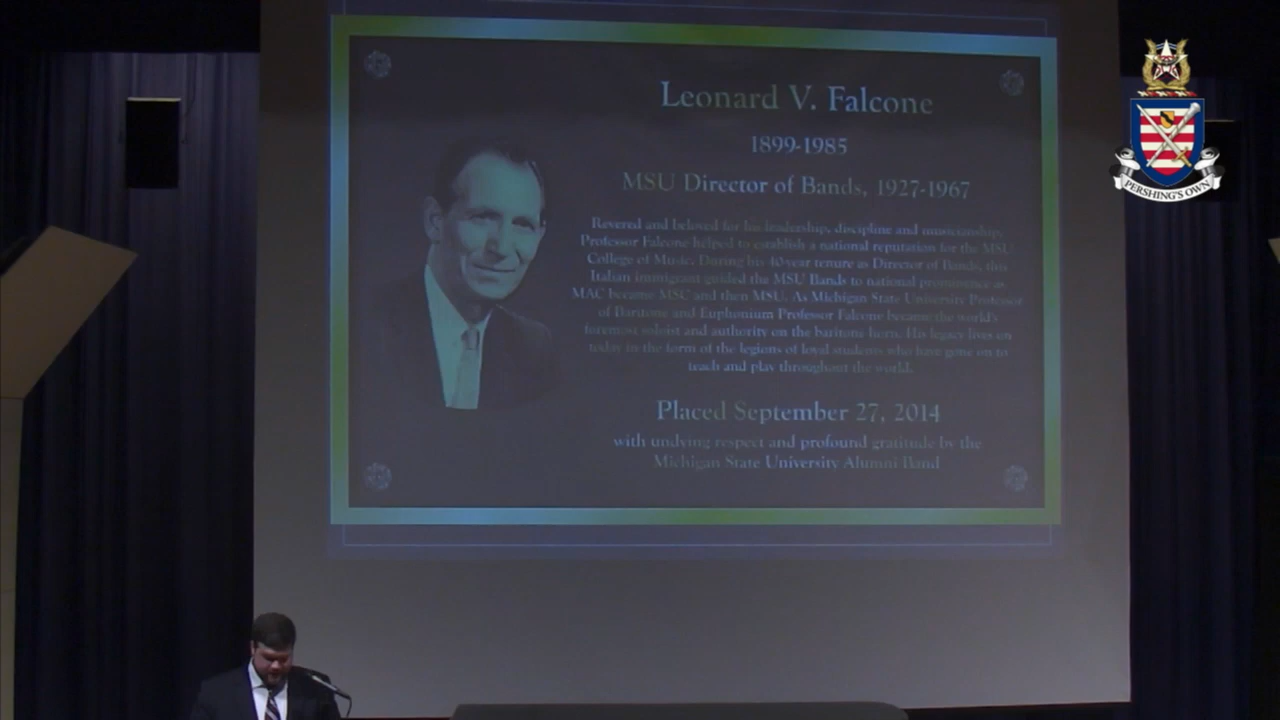 Leonard V. Falcone
1899-1985
MSU Director of Bands, 1927-1967
Revered and beloved for his leadership, discipline and musicianship,
Professor Falcone helped to establish a national reputation for the MSU
College of Music. During his 40-year tenure as Director of Bands, this
Italian immigrant guided the MSU Bands to national prominence as
MAC became MSC and then MSU. As Michigan State University Professor
of Baritone and Euphonium Professor Falcone became the world's
foremost soloist and authority on the baritone horn. His legacy lives on
today in the form of the legions of loyal students who have gone on to
teach and play throughout the world.
Placed September 27, 2014
with undying respect and profound gratitude by the
Michigan State University Alumni Band
PERSHING'S OWN